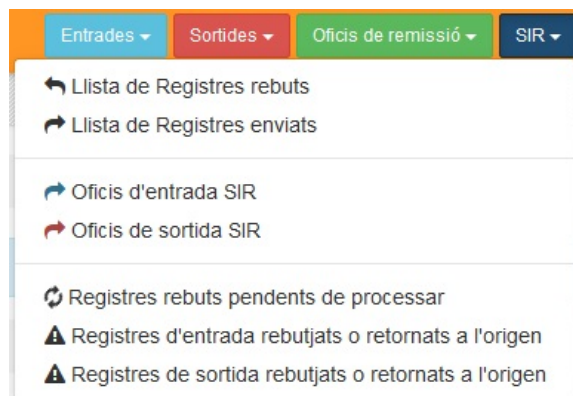 Entrades
Sortides
Oficis de remissió
SIR
Llista de Registres rebuts
Llista de Registres enviats
Oficis d'entrada SIR
Oficis de sortida SIR
Registres rebuts pendents de processar
Registres d'entrada rebutjats o retornats a l'origen
Registres de sortida rebutjats o retornats a l'origen